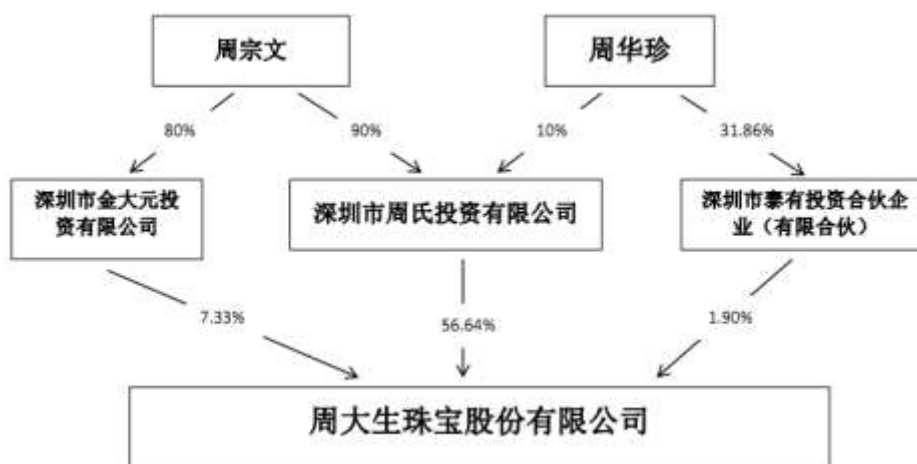 周宗文
周华珍
80%
90%
10%
31.86%
深圳市金大元投
资有限公司
深圳市周氏投资有限公司
深圳市泰有投资合伙企
业（有限合伙）
7.33%
56.64%
1.90%
周大生珠宝股份有限公司